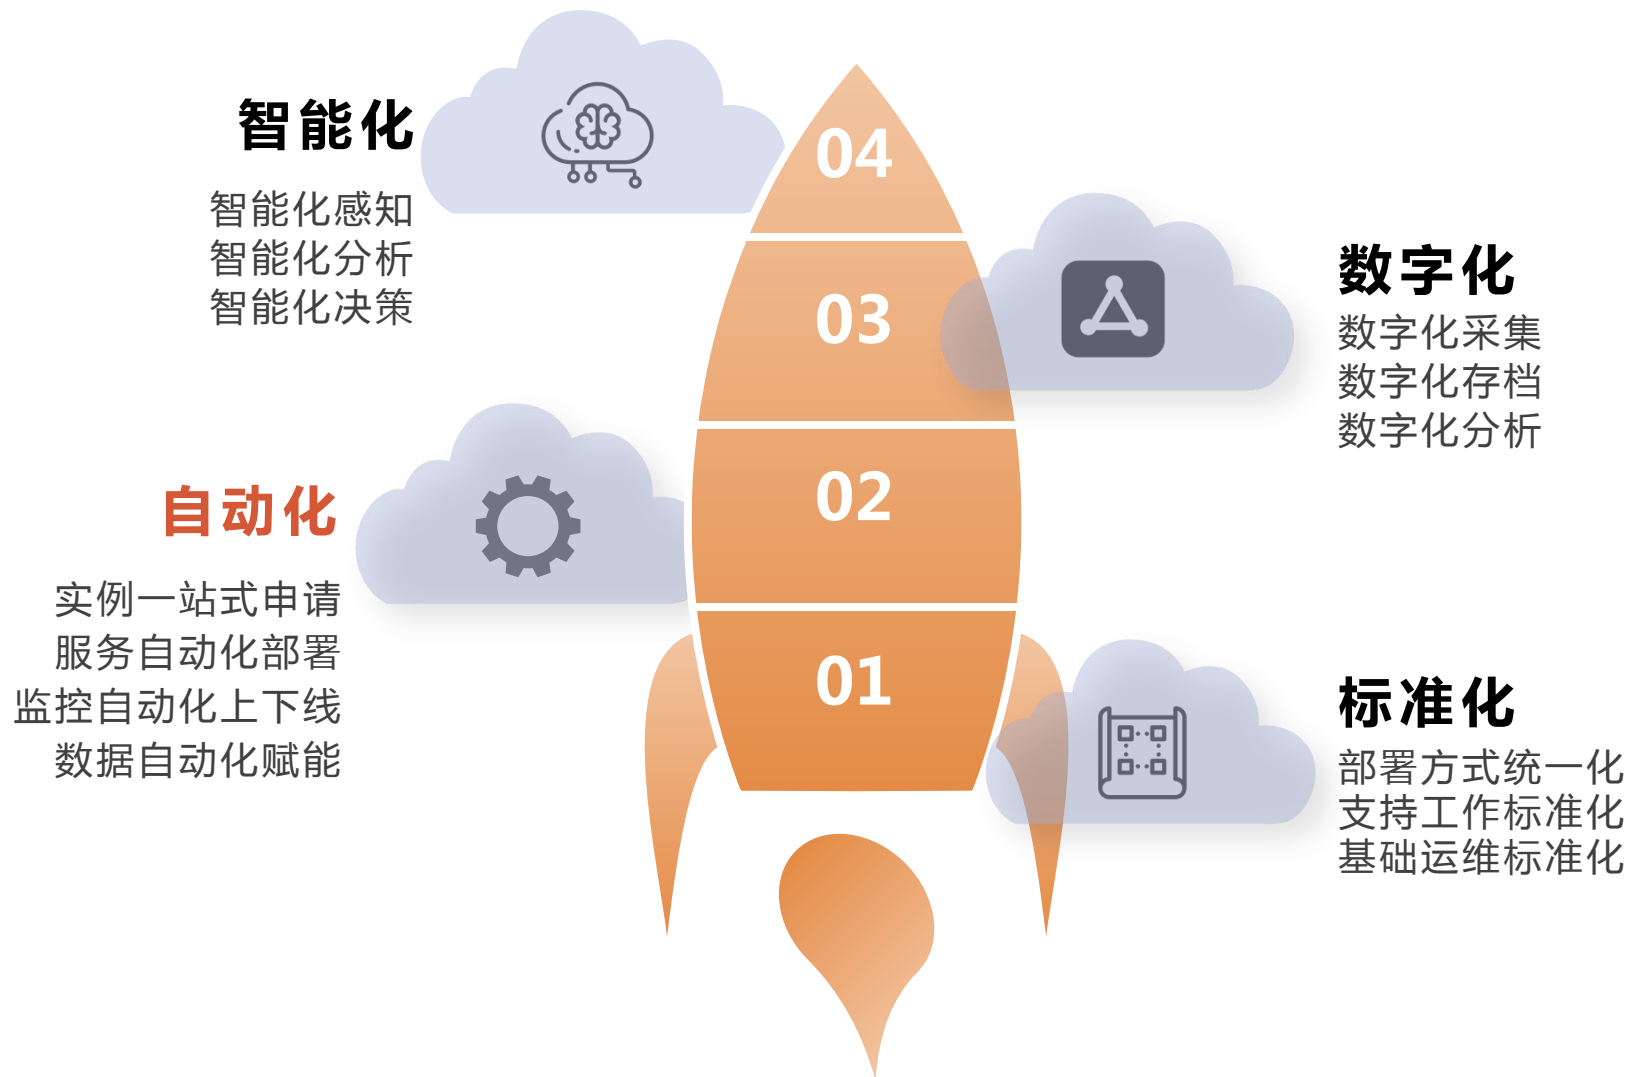 智能化
智能化感知
智能化分析
智能化决策
04
03
数字化
数字化采集
数字化存档
数字化分析
自动化
实例一站式申请
服务自动化部署
监控自动化上下线
数据自动化赋能
02
01
标准化
部署方式统一化
支持工作标准化
基础运维标准化